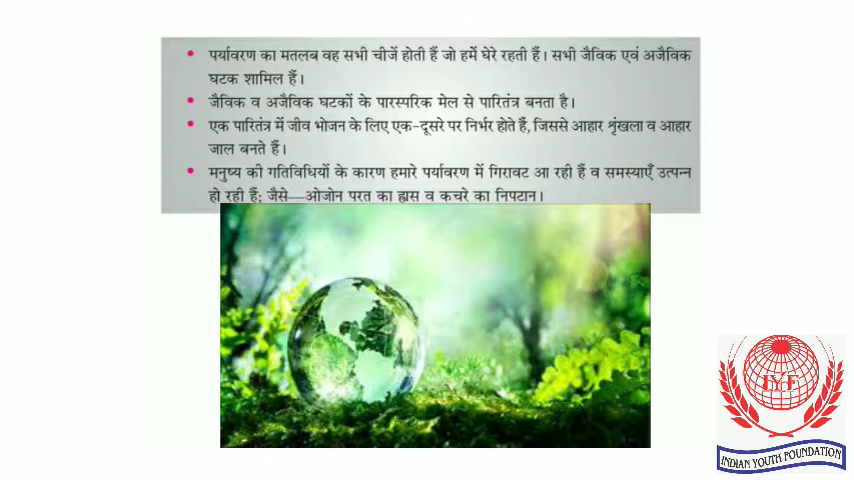 पर्यावरण का मतलब वह सभी चीजें होती हैं जो हमें घेरे रहती हैं। सभी जैविक एवं अजैविक
घटक शामिल हैं।
जैविक व अजैविक घटकों के पारस्परिक मेल से पारितंत्र बनता है।
एक पारितंत्र में जीव भोजन के लिए एक-दूसरे पर निर्भर होते हैं, जिससे आहार शृंखला व आहार
जाल बनते हैं।
मनुष्य की गतिविधियों के कारण हमारे पर्यावरण में गिरावट आ रही हैं व समस्याएँ उत्पन्न
हो रही हैं; जैसे—ओजोन परत का ह्रास व कचरे का निपटान।
IYF
INDIAN YOUTH FOUNDATION